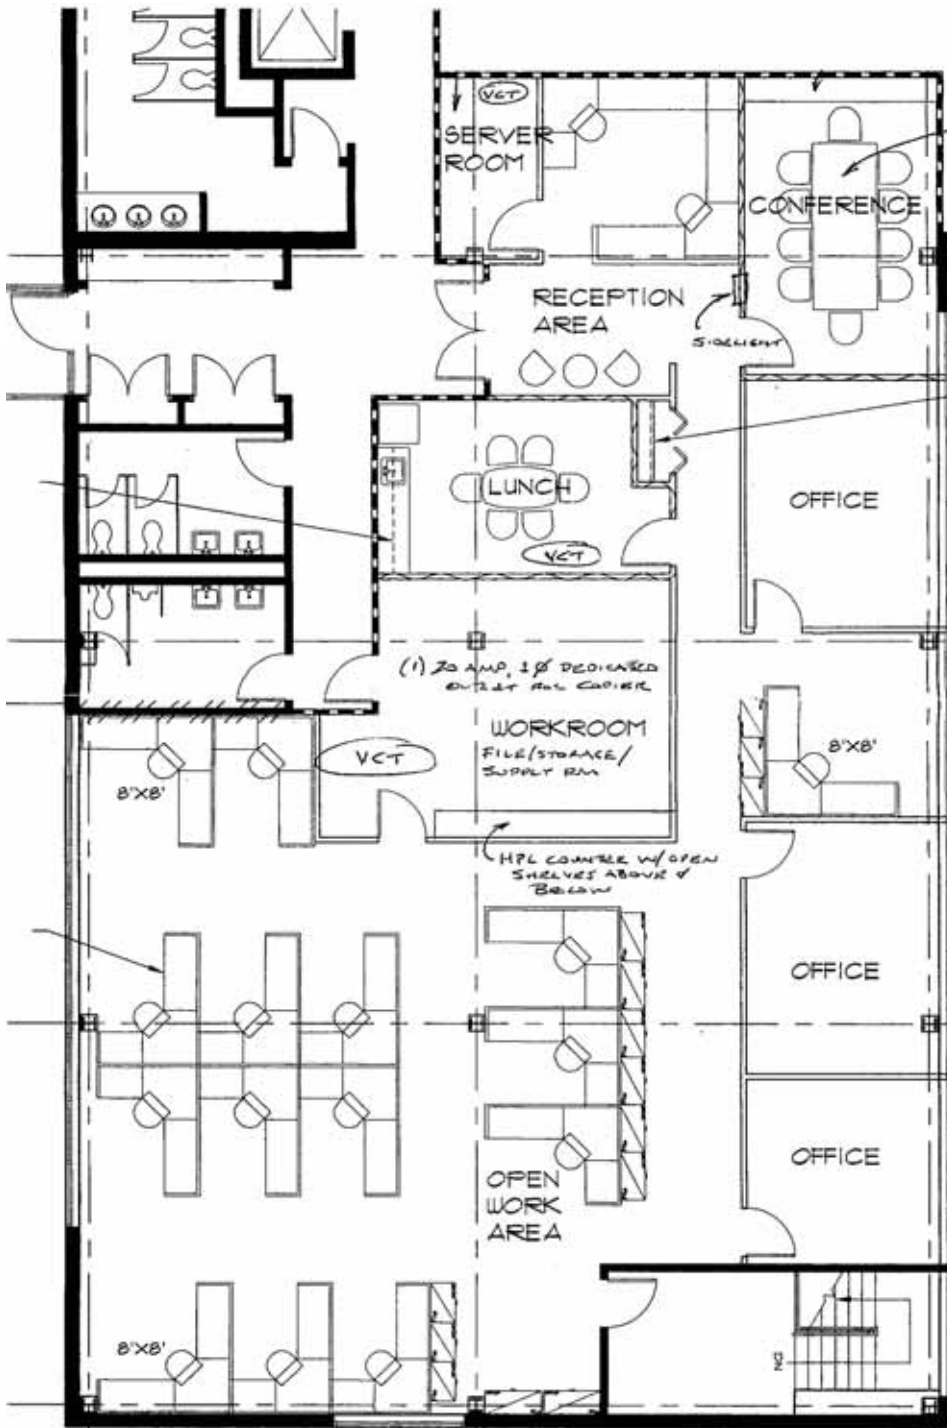 VCT
SERVER
ROOM
CONFERENCE
RECEPTION
AREA
SIDELIGHT
OFFICE
LUNCH
VCT
(1) 20 AMP, 1Ø DEDICATED
OUTLET FOR COPIER
WORKROOM
FILE/STORAGE/
SUPPLY RM
VCT
8'X8'
8'X8'
HPL COUNTER W/ OPEN
SHELVES ABOVE &
BELOW
OFFICE
OFFICE
OPEN
WORK
AREA
8'X8'
DN